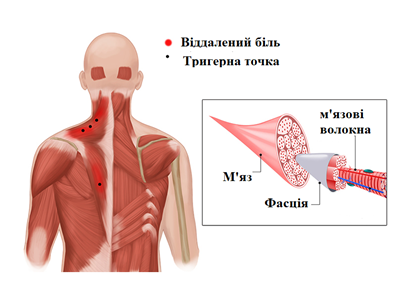 Віддалений біль
Тригерна точка
м'язові
волокна
М'яз
Фасція